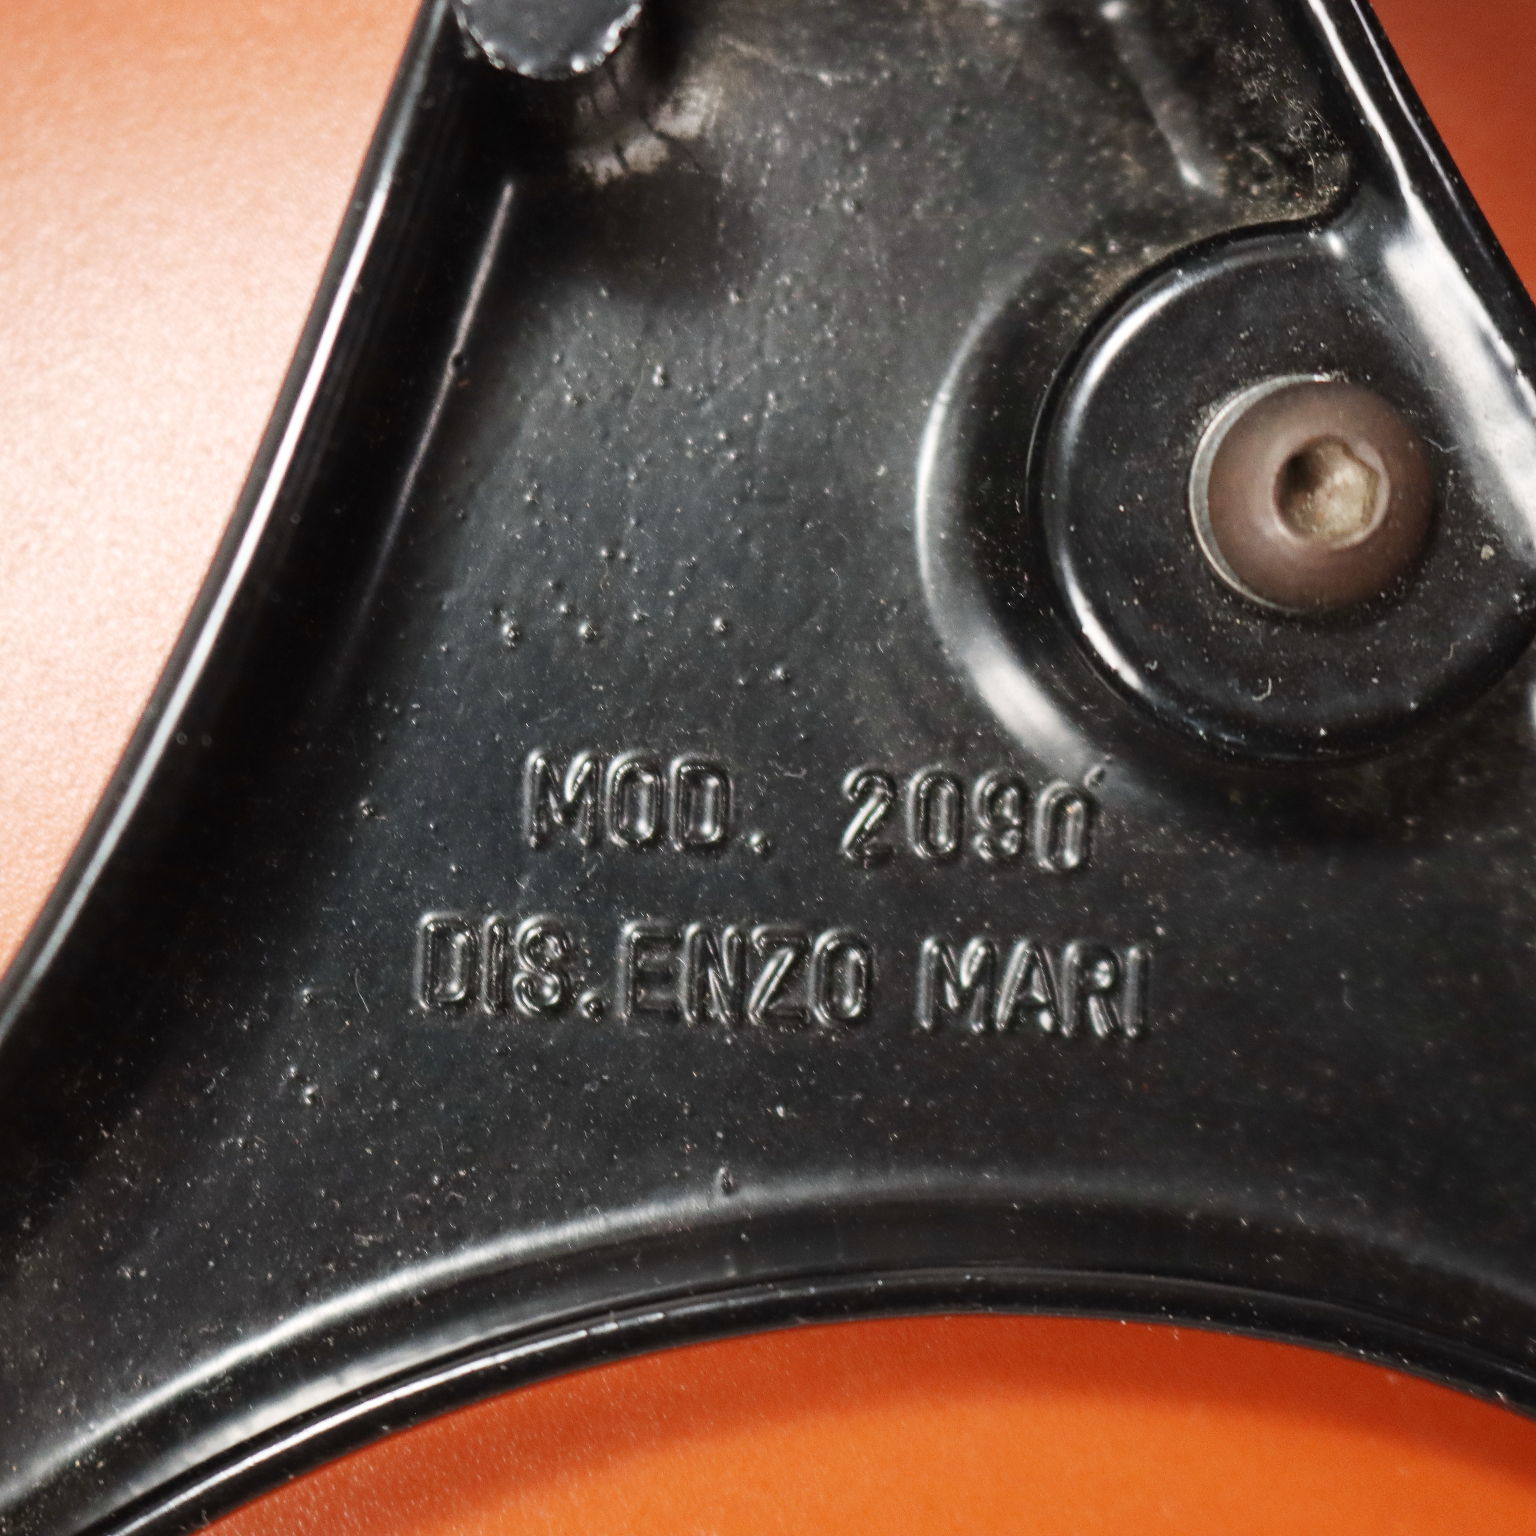 MOD. 2090
DIS. ENZO MARI